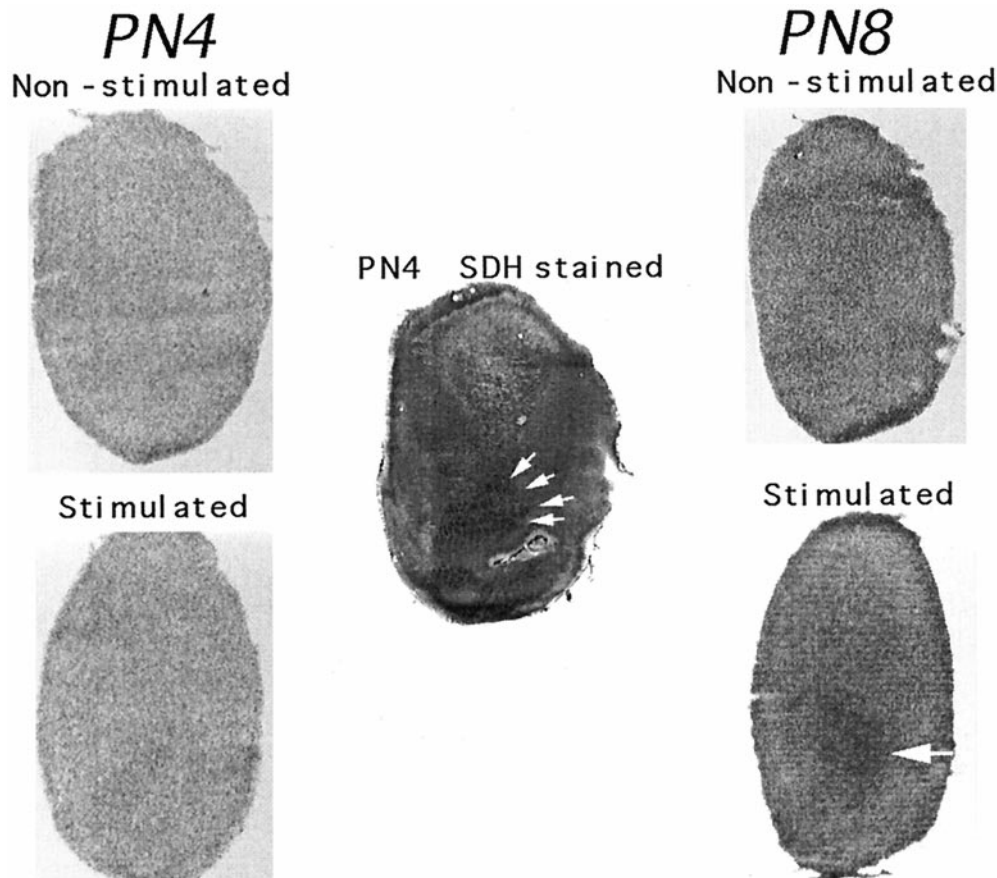 PN4
Non-stimulated
PN8
Non-stimulated
PN4 SDH stained
Stimulated
Stimulated